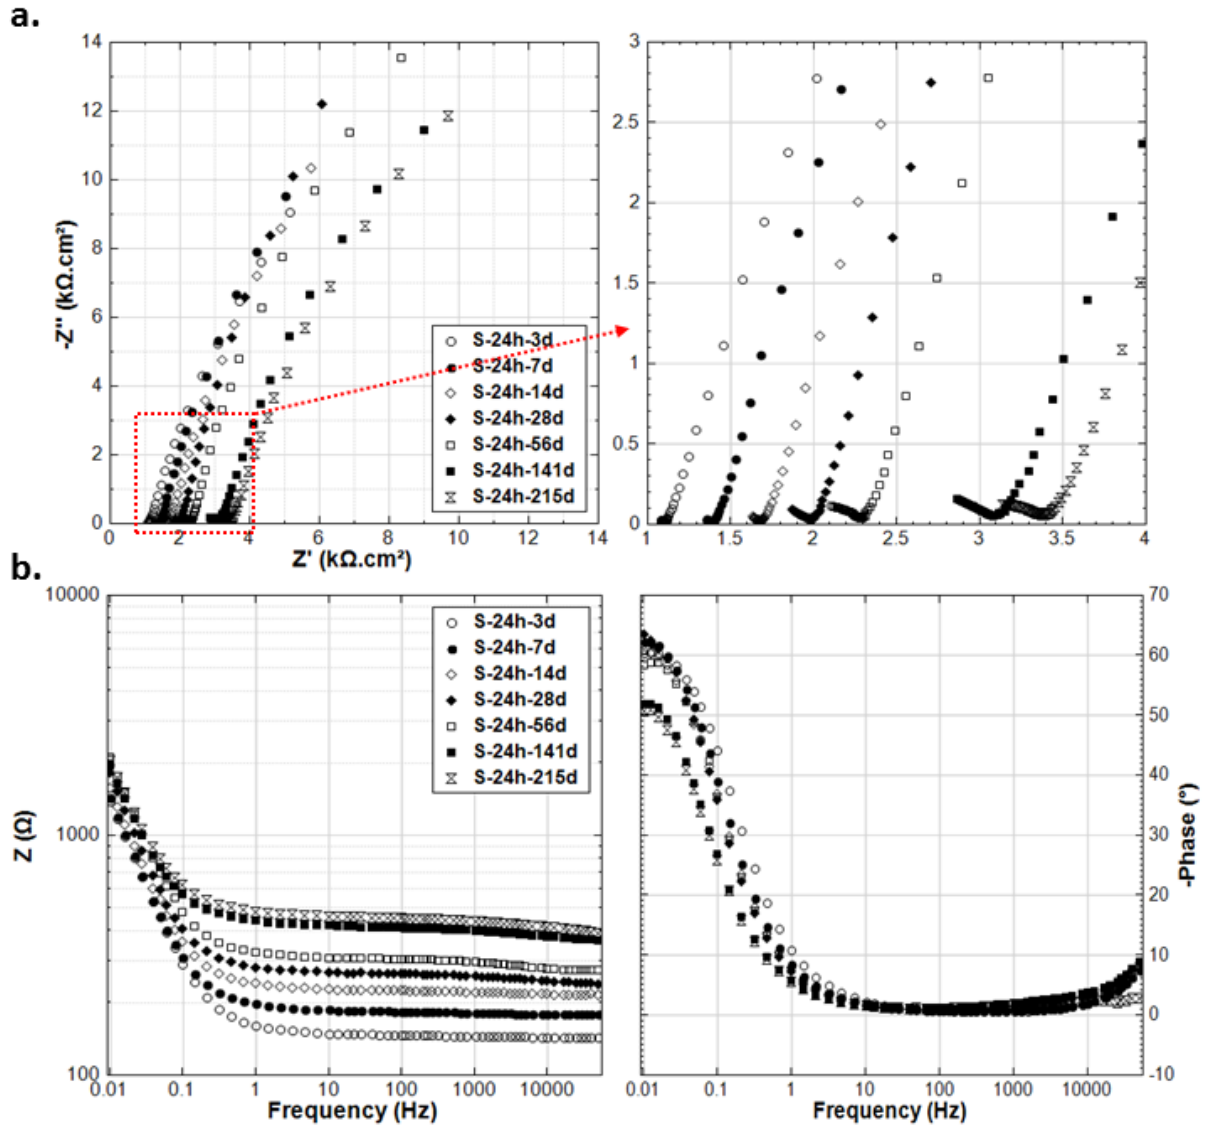 a.
14
12
10
8
6
4
2
0
-Z'' (kΩ.cm²)
0 2 4 6 8 10 12 14
Z' (kΩ.cm²)
S-24h-3d
S-24h-7d
S-24h-14d
S-24h-28d
S-24h-56d
S-24h-141d
S-24h-215d
3
2.5
2
1.5
1
0.5
0
1 1.5 2 2.5 3 3.5 4
b.
10000
1000
100
Z (Ω)
0.01 0.1 1 10 100 1000 10000
Frequency (Hz)
S-24h-3d
S-24h-7d
S-24h-14d
S-24h-28d
S-24h-56d
S-24h-141d
S-24h-215d
70
60
50
40
30
20
10
0
-10
-Phase (°)
0.01 0.1 1 10 100 1000 10000
Frequency (Hz)